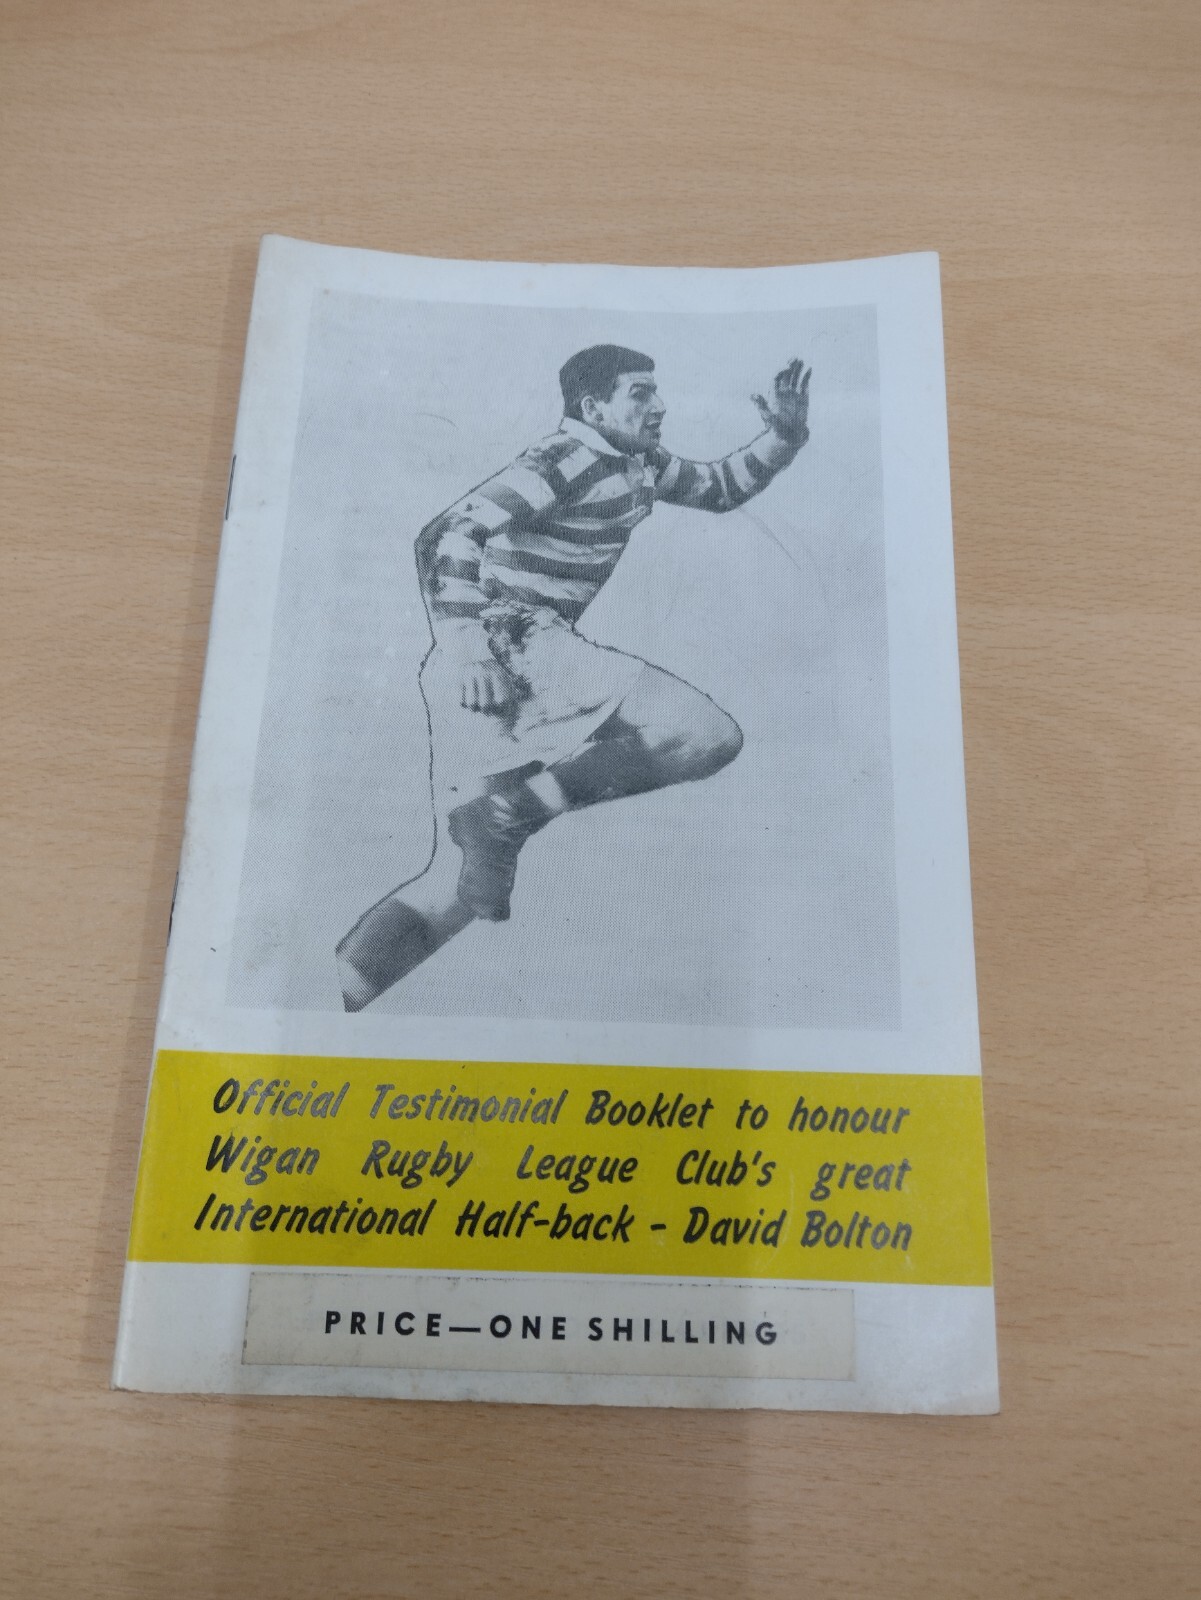 Official Testimonial Booklet to honour
Wigan Rugby League Club's great
International Half-back - David Bolton
PRICE—ONE SHILLING